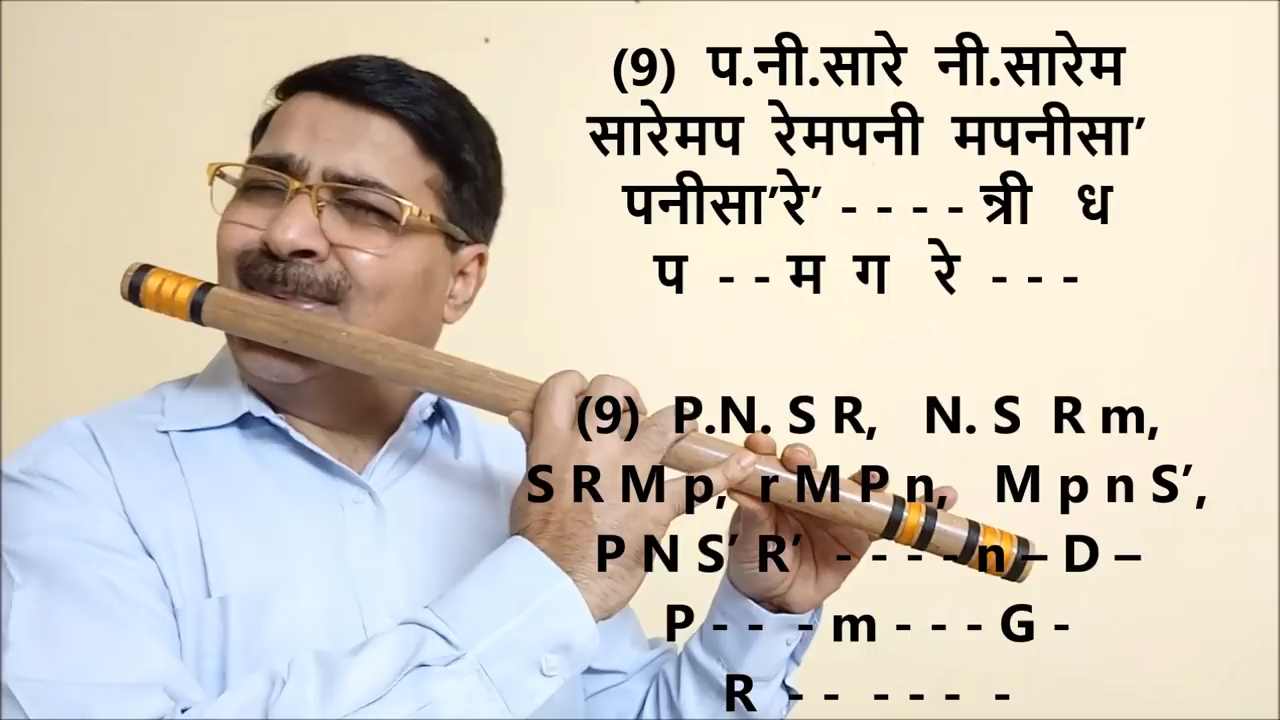 (9) प.नी.सारे नी.सारेम
सारेमप रेमपनी मपनीसा’
पनीसा’रे’ - - - - त्री ध
प - - म ग रे - - -
(9) P.N. S R, N. S R m,
S R M p, r M P n, M p n S’,
P N S’ R’ - - - - n – D –
P - - - m - - - G -
R - - - - - -